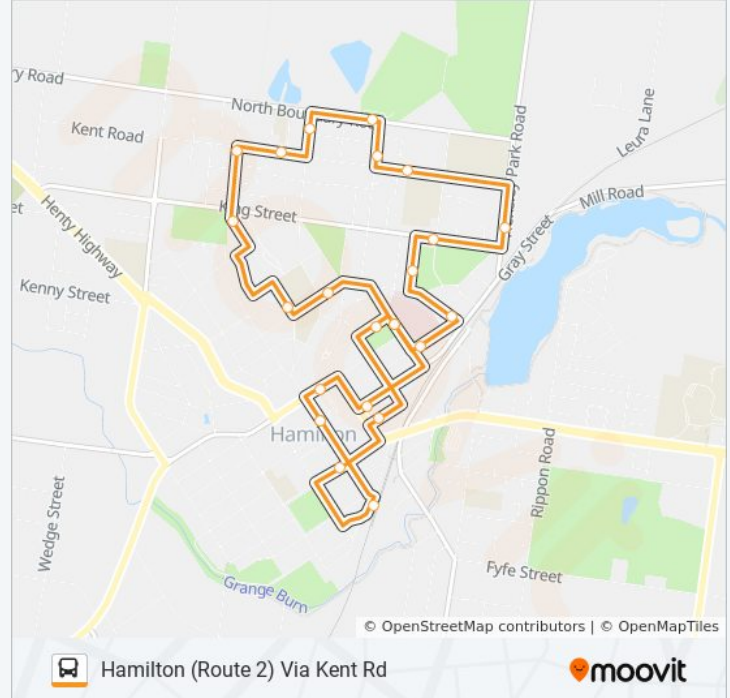 ry Road
North Bou
Kent Road
Leura Lane
Park Road
Mill Road
et
King Street
Henty Highway
Gray Street
Kenny Street
Hamilton
Rippon Road
Wedge Street
Fyfe Street
Grange Burn
© OpenStreetMap contributors | © OpenMapTiles
Hamilton (Route 2) Via Kent Rd
moovit